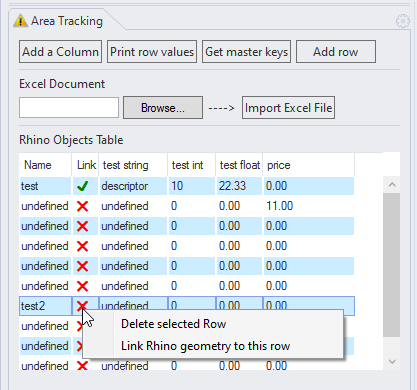 Area Tracking
Add a Column Print row values Get master keys Add row
Excel Document
Browse... ----> Import Excel File
Rhino Objects Table
Name Link test string test int test float price
test descriptor 10 22.33 0.00
undefined undefined 0 0.00 11.00
undefined undefined 0 0.00 0.00
undefined undefined 0 0.00 0.00
undefined undefined 0 0.00 0.00
undefined undefined 0 0.00 0.00
test2 undefined 0 0.00 0.00
undefined Delete selected Row
undefined Link Rhino geometry to this row
undefined undefined 0 0.00 0.00